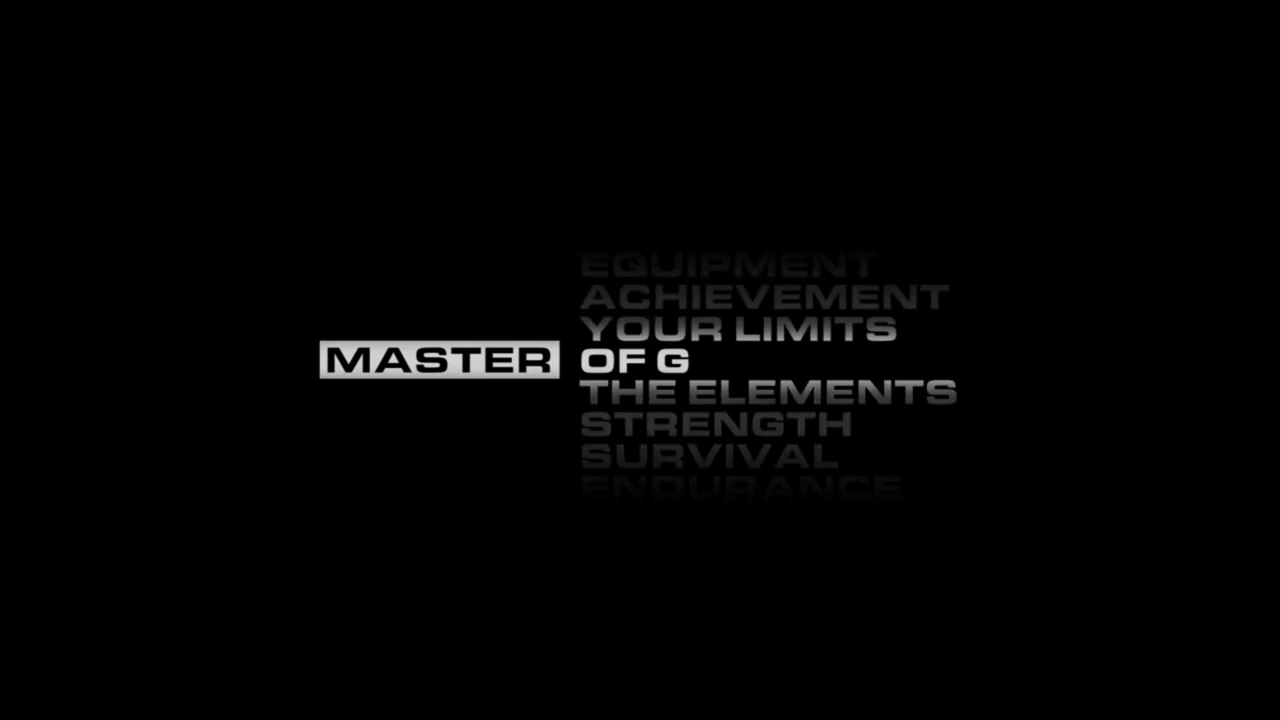 EQUIPMENT
ACHIEVEMENT
YOUR LIMITS
MASTER OF G
THE ELEMENTS
STRENGTH
SURVIVAL
ENDURANCE